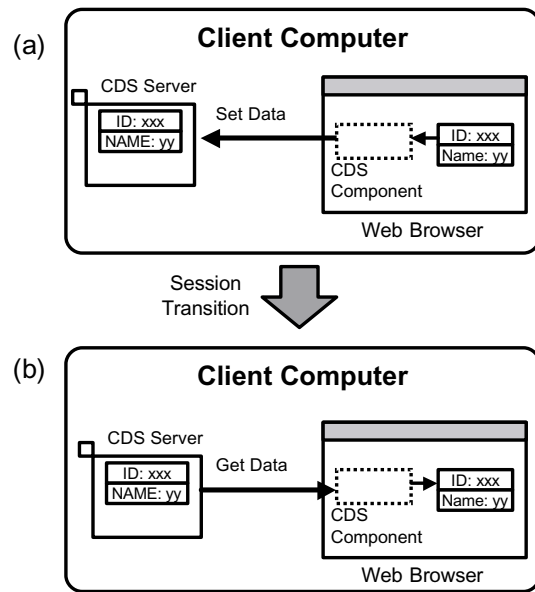 (a)
Client Computer
CDS Server
ID: xxx
NAME: yy
Set Data
ID: xxx
Name: yy
CDS
Component
Web Browser
Session
Transition
(b)
Client Computer
CDS Server
ID: xxx
NAME: yy
Get Data
ID: xxx
Name: yy
CDS
Component
Web Browser